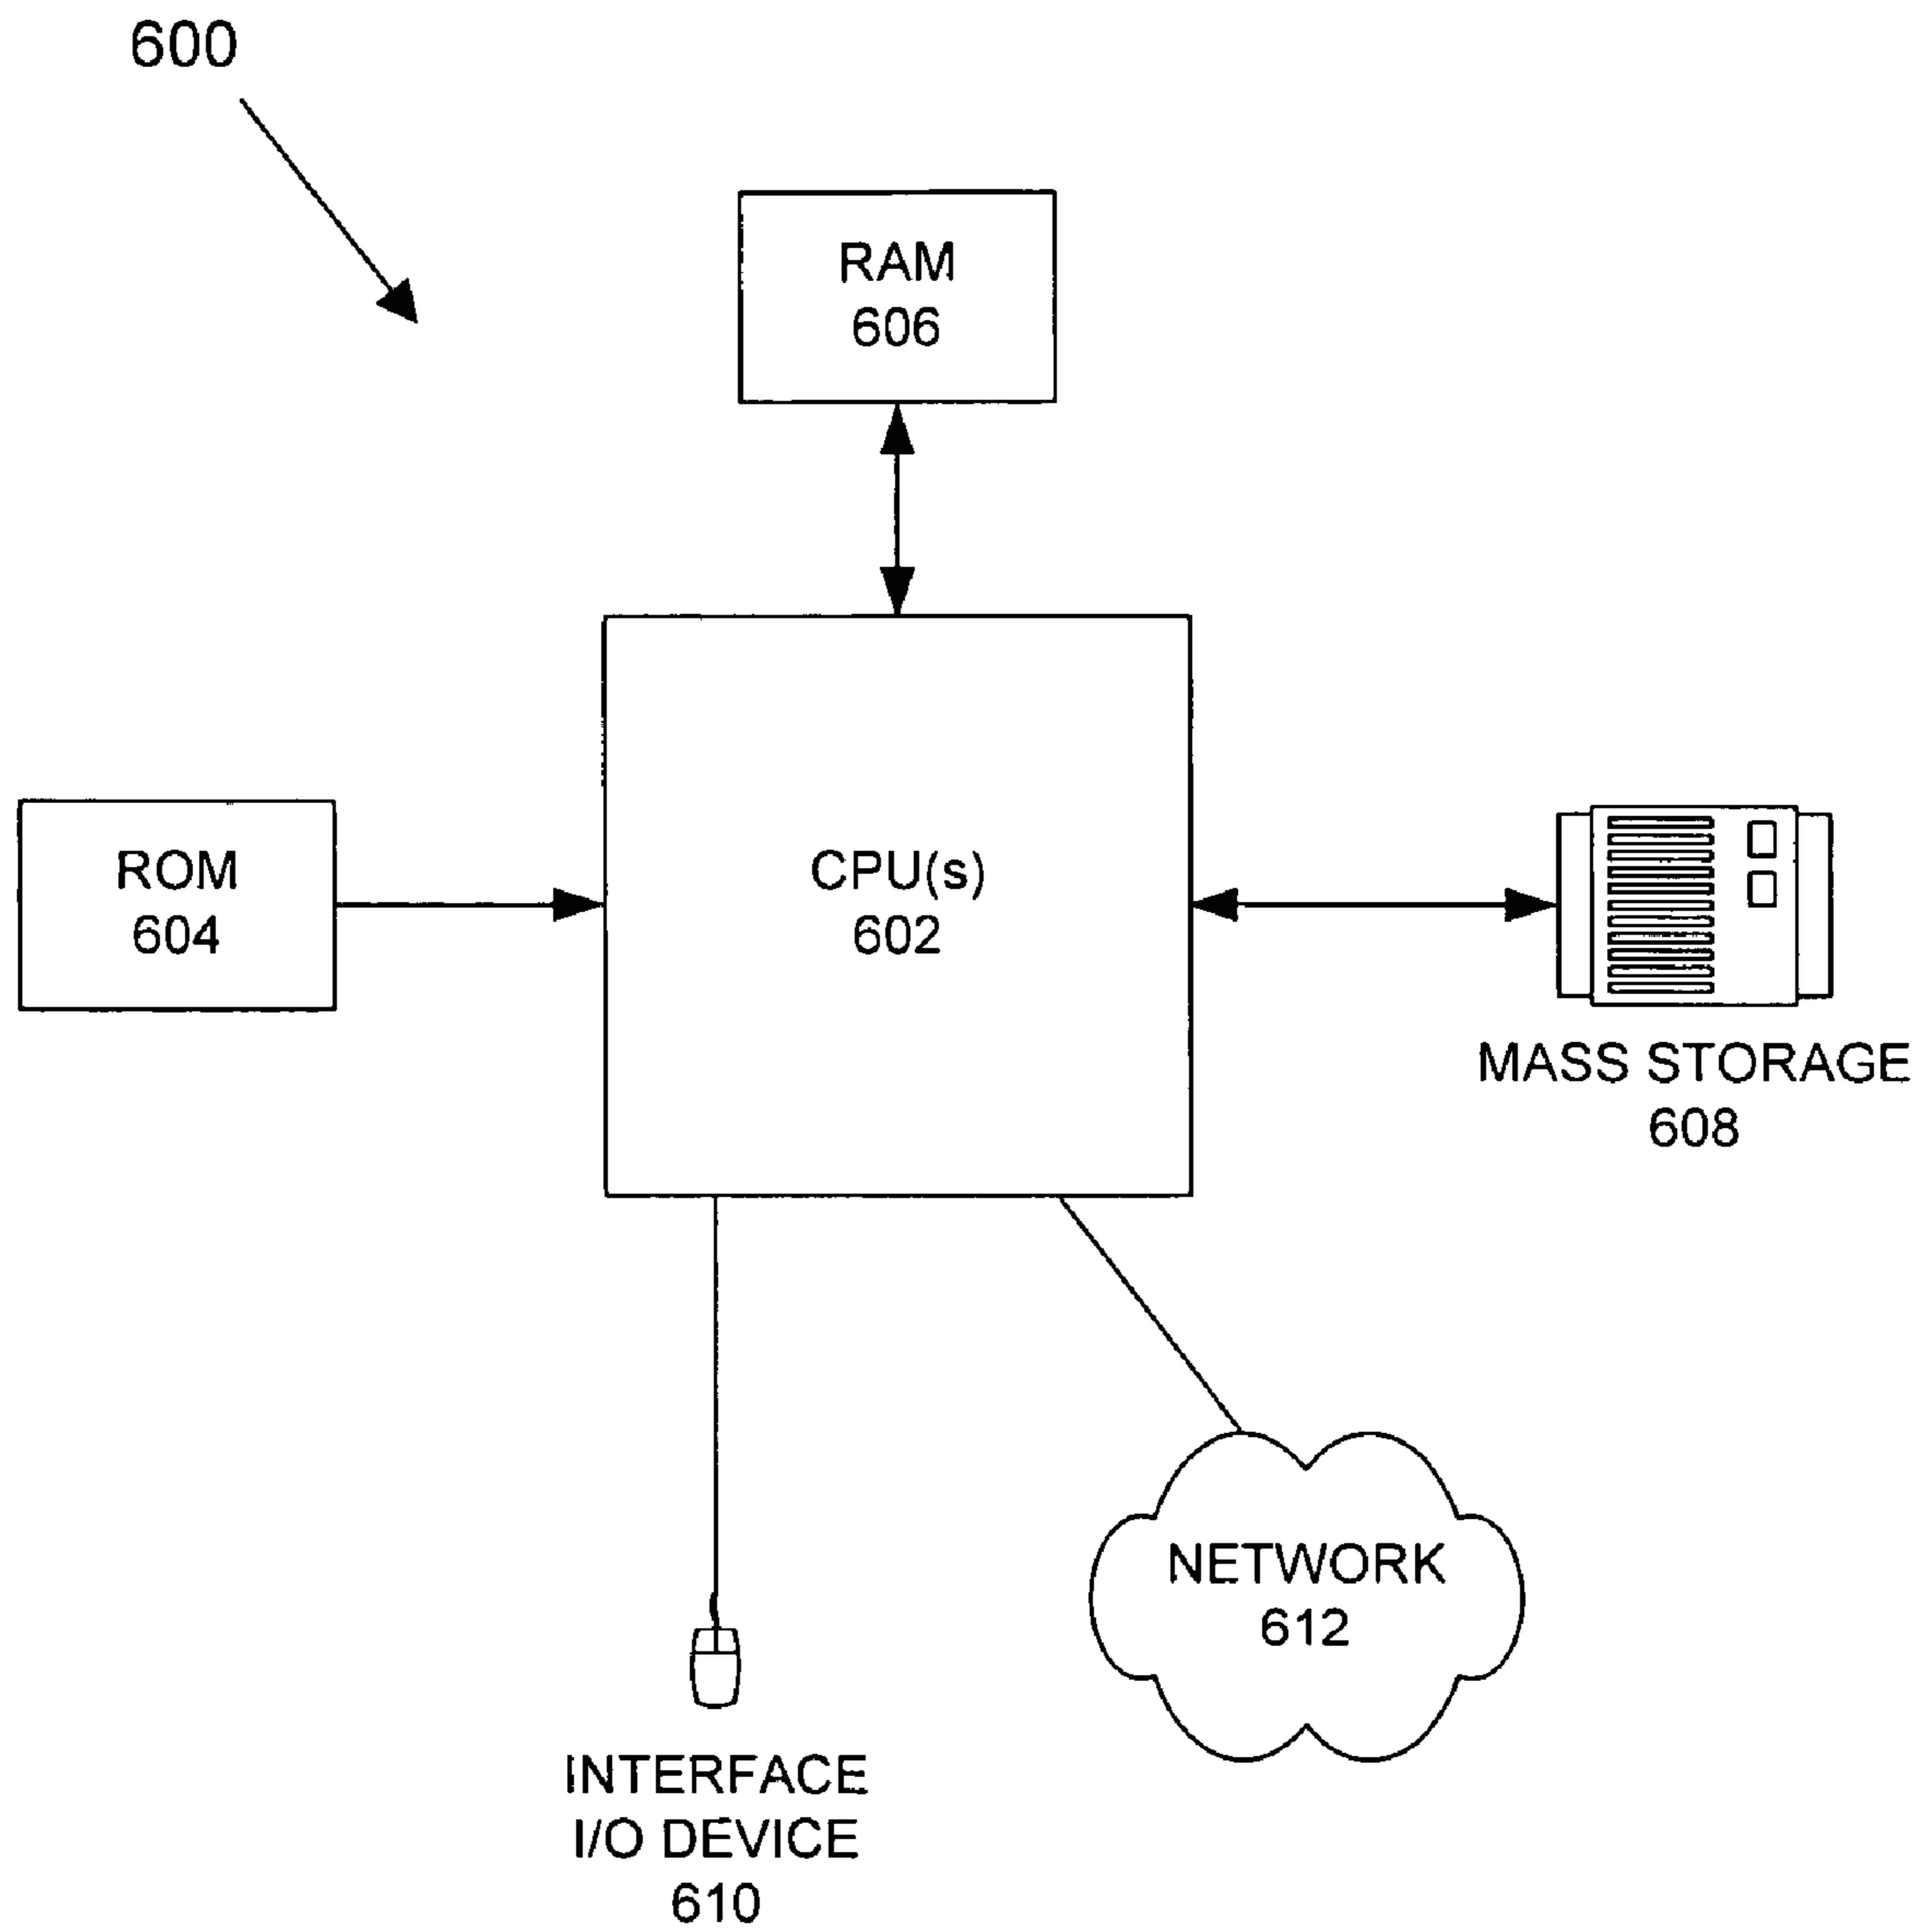 600
RAM
606
ROM
604
CPU(s)
602
MASS STORAGE
608
NETWORK
612
INTERFACE
I/O DEVICE
610